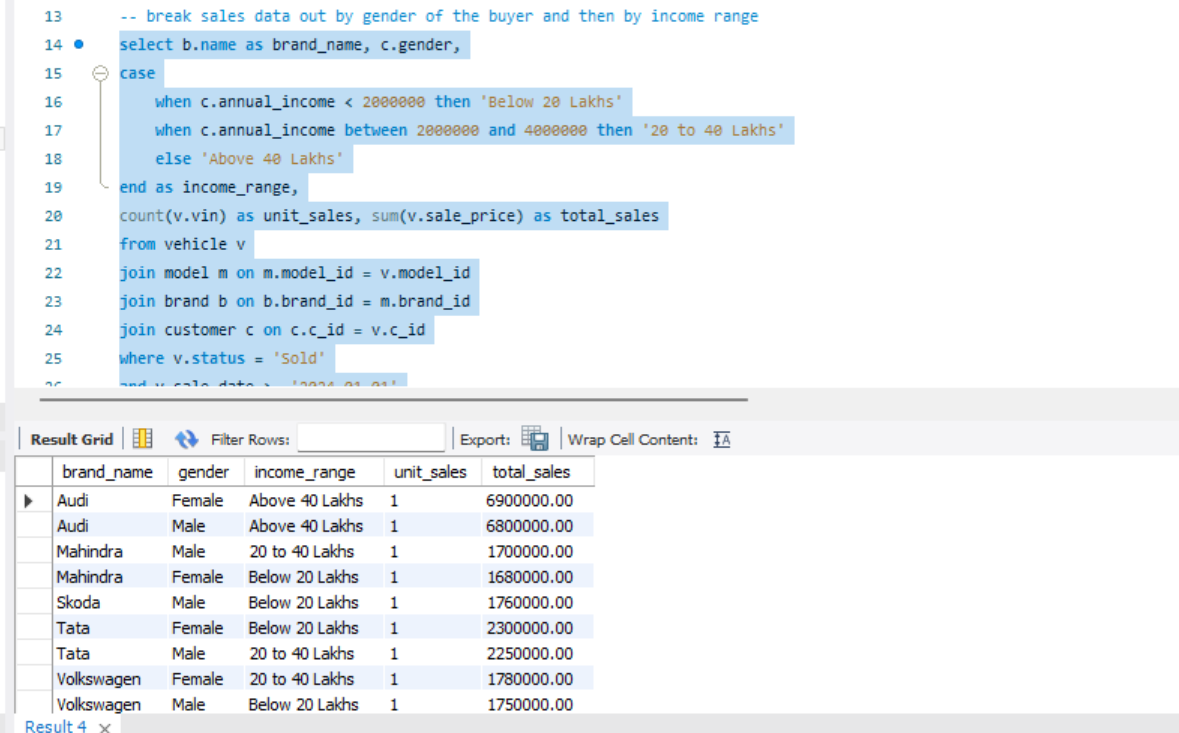 13 -- break sales data out by gender of the buyer and then by income range
14 select b.name as brand_name, c.gender,
15 case
16 when c.annual_income < 2000000 then 'Below 20 Lakhs'
17 when c.annual_income between 2000000 and 4000000 then '20 to 40 Lakhs'
18 else 'Above 40 Lakhs'
19 end as income_range,
20 count(v.vin) as unit_sales, sum(v.sale_price) as total_sales
21 from vehicle v
22 join model m on m.model_id = v.model_id
23 join brand b on b.brand_id = m.brand_id
24 join customer c on c.c_id = v.c_id
25 where v.status = 'Sold'
26 and v.sale_date '2024-01-01'
Result Grid Filter Rows: Export: Wrap Cell Content:
brand_name gender income_range unit_sales total_sales
Audi Female Above 40 Lakhs 1 6900000.00
Audi Male Above 40 Lakhs 1 6800000.00
Mahindra Male 20 to 40 Lakhs 1 1700000.00
Mahindra Female Below 20 Lakhs 1 1680000.00
Skoda Male Below 20 Lakhs 1 1760000.00
Tata Female Below 20 Lakhs 1 2300000.00
Tata Male 20 to 40 Lakhs 1 2250000.00
Volkswagen Female 20 to 40 Lakhs 1 1780000.00
Volkswagen Male Below 20 Lakhs 1 1750000.00
Result 4